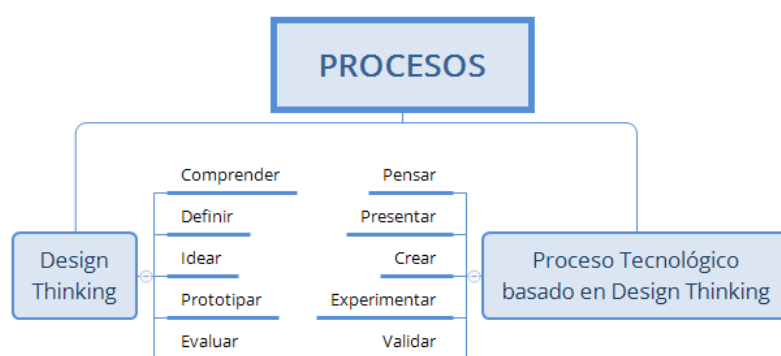 PROCESOS
Comprender
Definir
Idear
Prototipar
Evaluar
Design
Thinking
Pensar
Presentar
Crear
Experimentar
Validar
Proceso Tecnológico
basado en Design Thinking